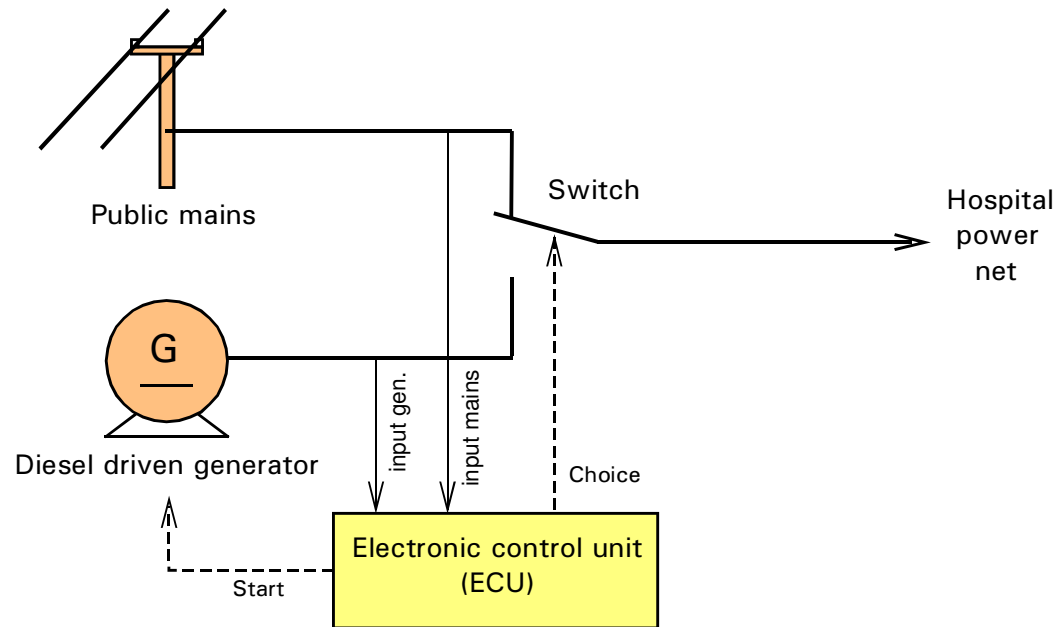 Public mains
Switch
Hospital
power
net
G
Diesel driven generator
input gen.
input mains
Choice
Start
Electronic control unit
(ECU)